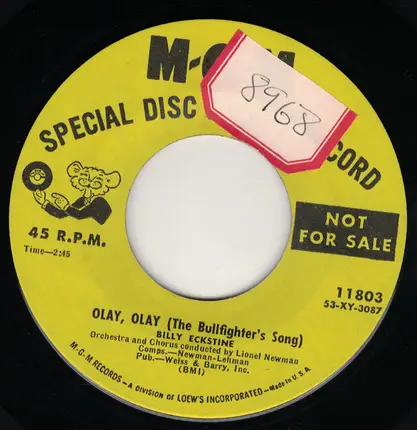 M-G-M
8968
SPECIAL DISC
CORD
NOT
FOR SALE
45 R.P.M.
Time—2:45
11803
53-XY-3087
OLAY, OLAY (The Bullfighter's Song)
BILLY ECKSTINE
Orchestra and Chorus conducted by Lionel Newman
Comps.—Newman-Lehman
Pub.—Weiss & Barry, Inc.
(BMI)
M-G-M RECORDS — A DIVISION OF LOEW'S INCORPORATED — Made in U.S.A.